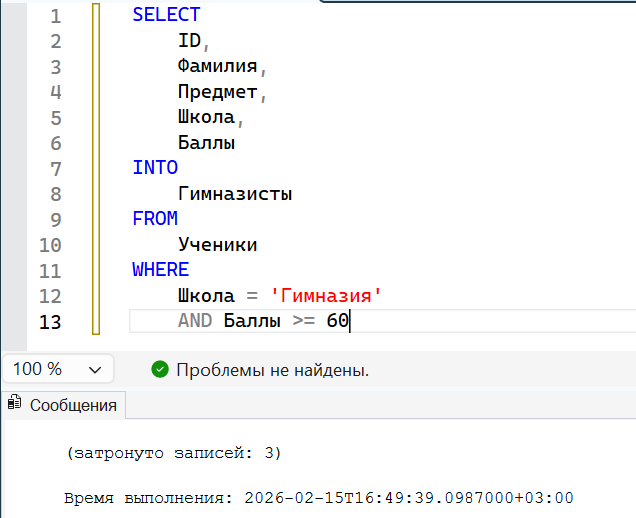 1 SELECT
2 ID,
3 Фамилия,
4 Предмет,
5 Школа,
6 Баллы
7 INTO
8 Гимназисты
9 FROM
10 Ученики
11 WHERE
12 Школа = 'Гимназия'
13 AND Баллы >= 60
100 % Проблемы не найдены.
Сообщения
(затронуто записей: 3)
Время выполнения: 2026-02-15T16:49:39.0987000+03:00